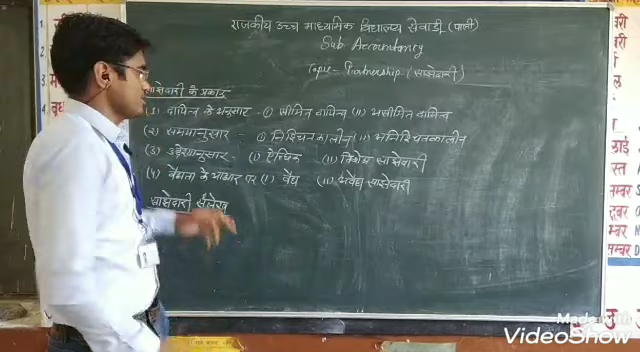 राजकीय उच्च माध्यमिक विद्यालय सेवाडी (पाली)
Sub Accountancy
Topic - Partnership (साझेदारी)
साझेदारी के प्रकार
(1) दायित्व के अनुसार - (i) सीमित दायित्व (ii) असीमित दायित्व
(2) समयानुसार - (i) निश्चितकालीन (ii) अनिश्चितकालीन
(3) उद्देश्यानुसार - (i) ऐच्छिक (ii) विशेष साझेदारी
(4) वैधता के आधार पर (i) वैध (ii) अवैध साझेदारी
साझेदारी संलेख
Made with
VideoShow